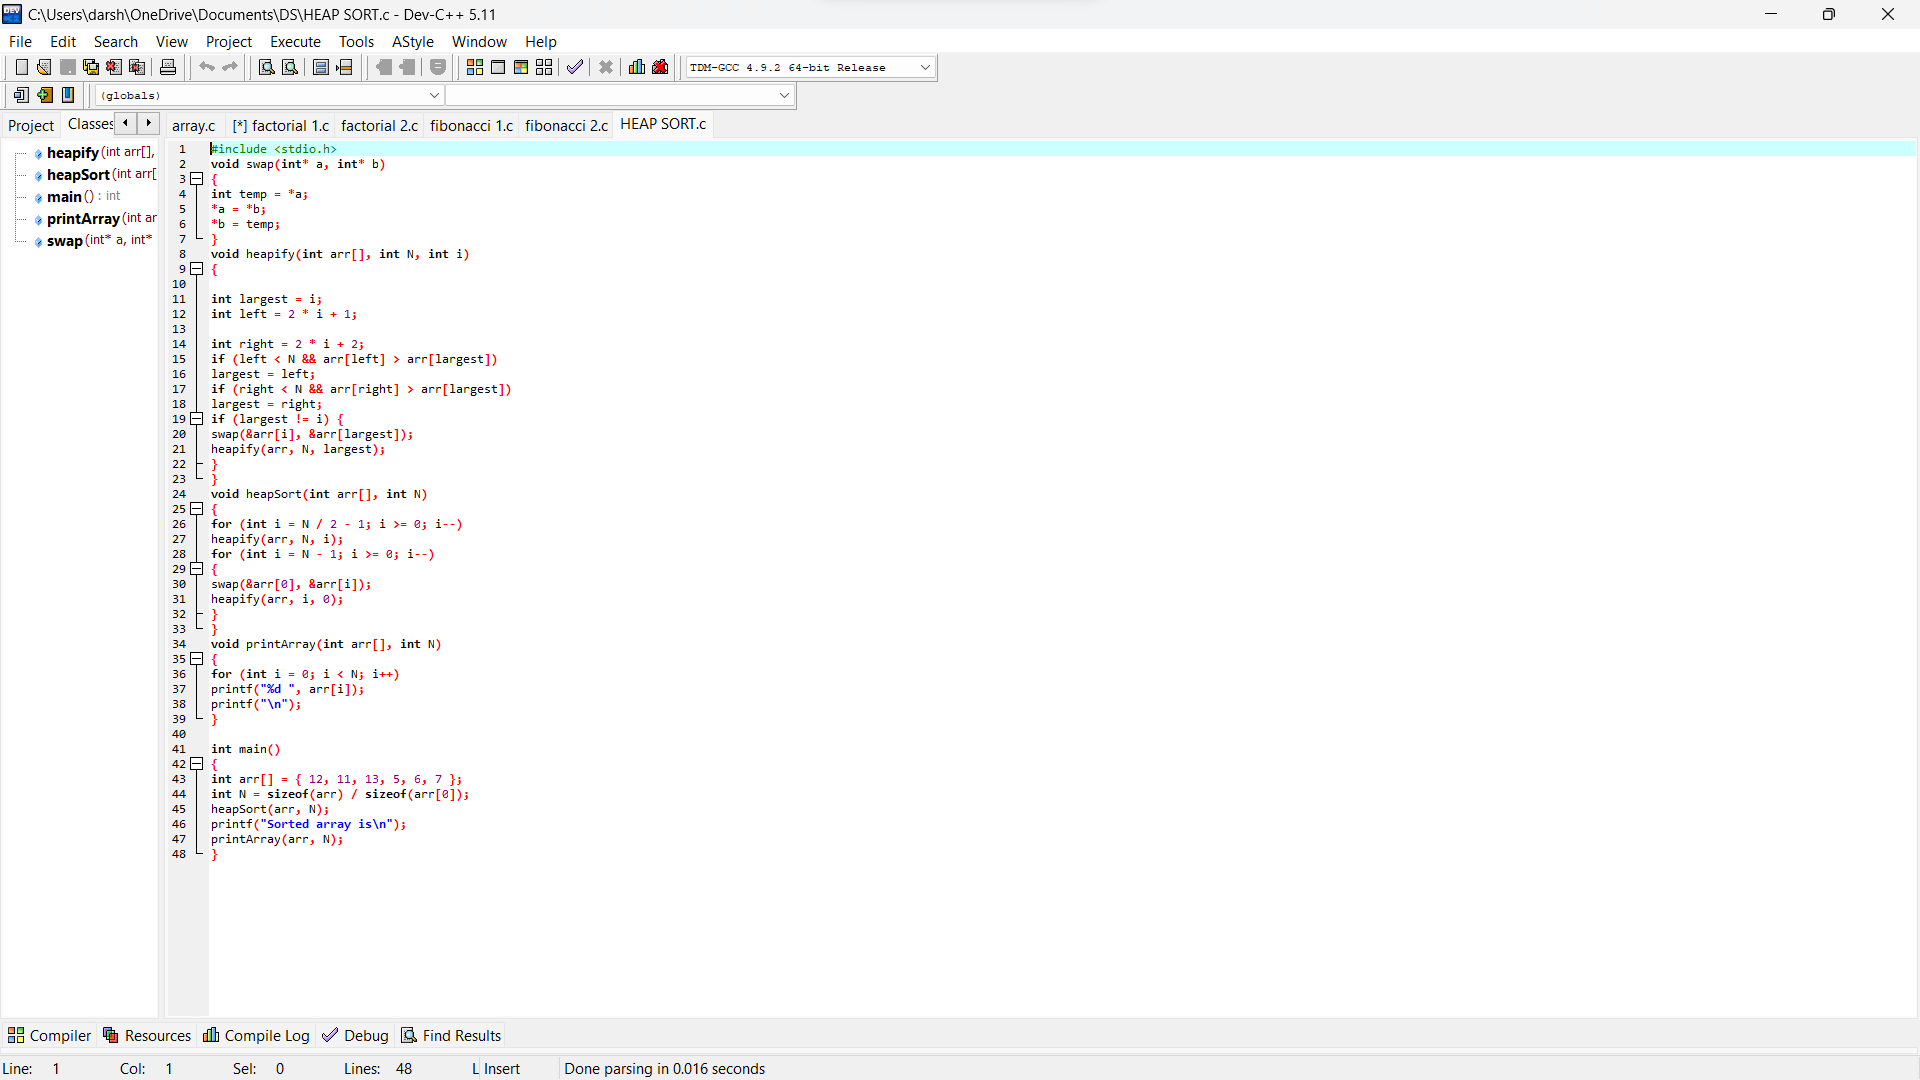 C:\Users\darsh\OneDrive\Documents\DS\HEAP SORT.c - Dev-C++ 5.11
File Edit Search View Project Execute Tools AStyle Window Help
TDM-GCC 4.9.2 64-bit Release
(globals)
Project Classes array.c [*] factorial 1.c factorial 2.c fibonacci 1.c fibonacci 2.c HEAP SORT.c
heapify (int arr[],
heapSort (int arr[
main () : int
printArray (int ar
swap (int* a, int*
1 #include <stdio.h>
2 void swap(int* a, int* b)
3 {
4 int temp = *a;
5 *a = *b;
6 *b = temp;
7 }
8 void heapify(int arr[], int N, int i)
9 {
10
11 int largest = i;
12 int left = 2 * i + 1;
13
14 int right = 2 * i + 2;
15 if (left < N && arr[left] > arr[largest])
16 largest = left;
17 if (right < N && arr[right] > arr[largest])
18 largest = right;
19 if (largest != i) {
20 swap(&arr[i], &arr[largest]);
21 heapify(arr, N, largest);
22 }
23 }
24 void heapSort(int arr[], int N)
25 {
26 for (int i = N / 2 - 1; i >= 0; i--)
27 heapify(arr, N, i);
28 for (int i = N - 1; i >= 0; i--)
29 {
30 swap(&arr[0], &arr[i]);
31 heapify(arr, i, 0);
32 }
33 }
34 void printArray(int arr[], int N)
35 {
36 for (int i = 0; i < N; i++)
37 printf("%d ", arr[i]);
38 printf("\n");
39 }
40
41 int main()
42 {
43 int arr[] = { 12, 11, 13, 5, 6, 7 };
44 int N = sizeof(arr) / sizeof(arr[0]);
45 heapSort(arr, N);
46 printf("Sorted array is\n");
47 printArray(arr, N);
48 }
Compiler Resources Compile Log Debug Find Results
Line: 1 Col: 1 Sel: 0 Lines: 48 L Insert Done parsing in 0.016 seconds